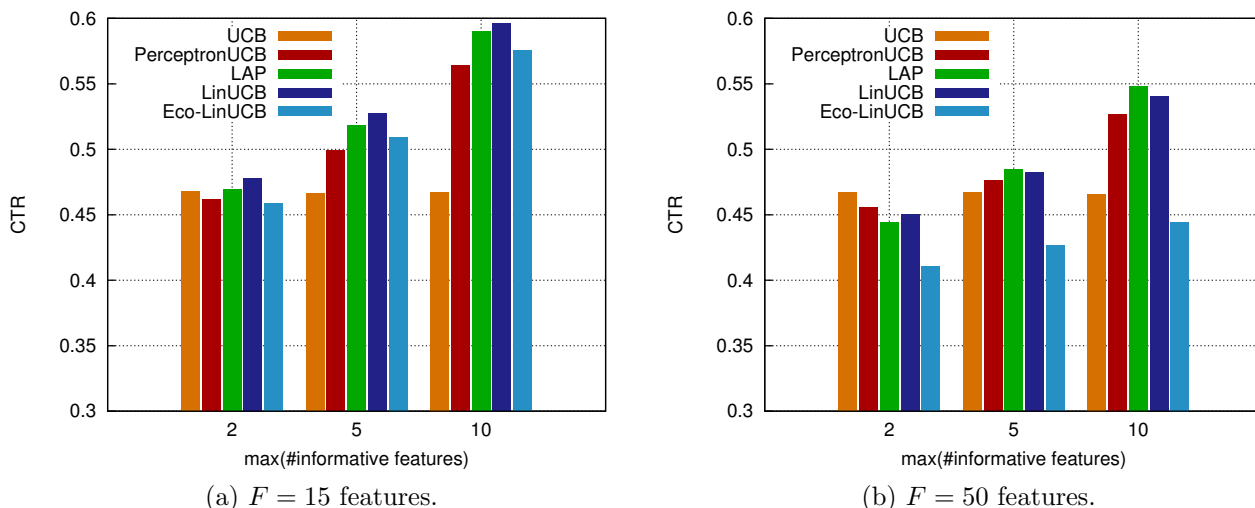 0.6
0.55
0.5
0.45
0.4
0.35
0.3
CTR
UCB
PerceptronUCB
LAP
LinUCB
Eco-LinUCB
2 5 10
max(#informative features)
(a) F = 15 features.
0.6
0.55
0.5
0.45
0.4
0.35
0.3
CTR
UCB
PerceptronUCB
LAP
LinUCB
Eco-LinUCB
2 5 10
max(#informative features)
(b) F = 50 features.